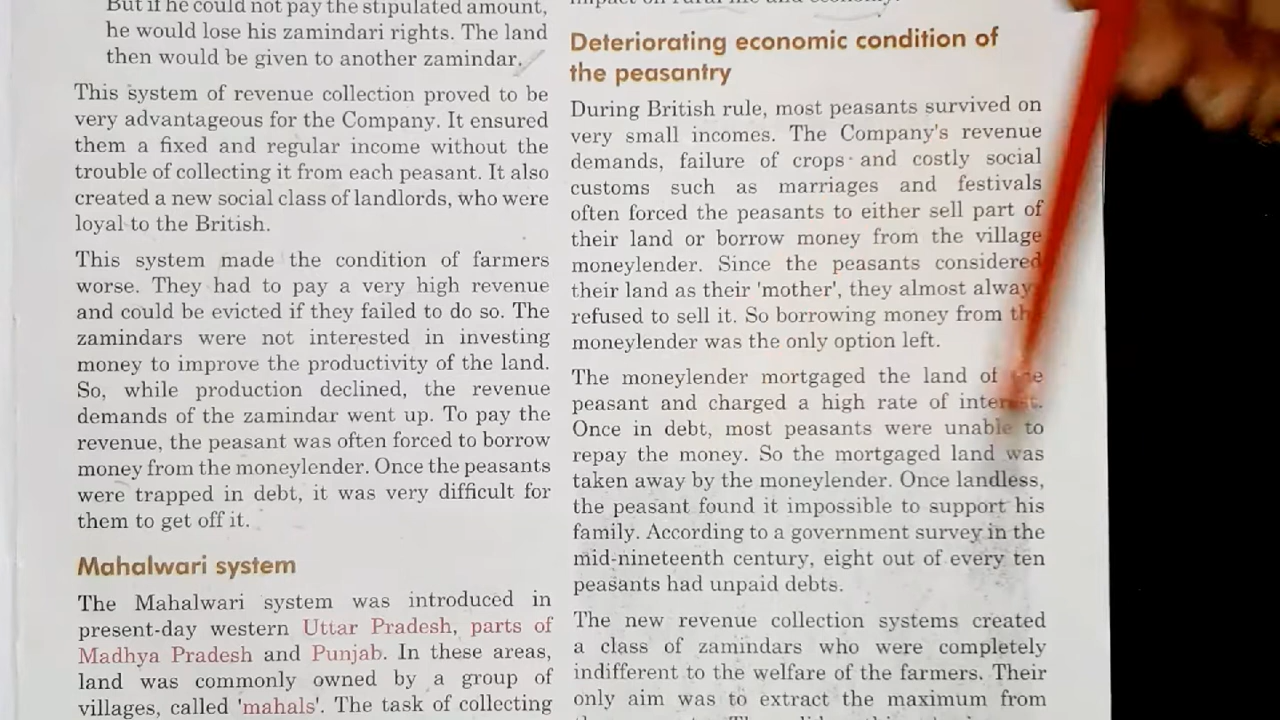 But if he could not pay the stipulated amount,
he would lose his zamindari rights. The land
then would be given to another zamindar.
This system of revenue collection proved to be
very advantageous for the Company. It ensured
them a fixed and regular income without the
trouble of collecting it from each peasant. It also
created a new social class of landlords, who were
loyal to the British.
This system made the condition of farmers
worse. They had to pay a very high revenue
and could be evicted if they failed to do so. The
zamindars were not interested in investing
money to improve the productivity of the land.
So, while production declined, the revenue
demands of the zamindar went up. To pay the
revenue, the peasant was often forced to borrow
money from the moneylender. Once the peasants
were trapped in debt, it was very difficult for
them to get off it.
Mahalwari system
The Mahalwari system was introduced in
present-day western Uttar Pradesh, parts of
Madhya Pradesh and Punjab. In these areas,
land was commonly owned by a group of
villages, called 'mahals'. The task of collecting
Deteriorating economic condition of
the peasantry
During British rule, most peasants survived on
very small incomes. The Company's revenue
demands, failure of crops and costly social
customs such as marriages and festivals
often forced the peasants to either sell part of
their land or borrow money from the village
moneylender. Since the peasants considered
their land as their 'mother', they almost alway
refused to sell it. So borrowing money from th
moneylender was the only option left.
The moneylender mortgaged the land of the
peasant and charged a high rate of interest.
Once in debt, most peasants were unable to
repay the money. So the mortgaged land was
taken away by the moneylender. Once landless,
the peasant found it impossible to support his
family. According to a government survey in the
mid-nineteenth century, eight out of every ten
peasants had unpaid debts.
The new revenue collection systems created
a class of zamindars who were completely
indifferent to the welfare of the farmers. Their
only aim was to extract the maximum from